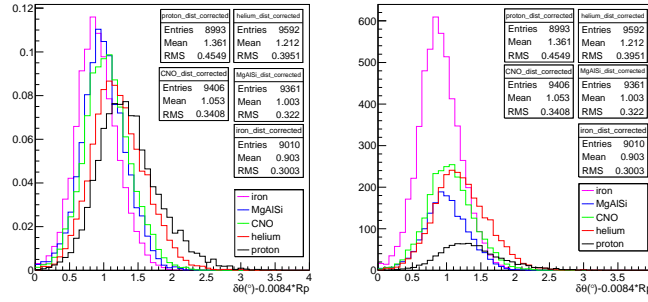 proton_dist_corrected
Entries 8993
Mean 1.361
RMS 0.4549
helium_dist_corrected
Entries 9592
Mean 1.212
RMS 0.3951
CNO_dist_corrected
Entries 9406
Mean 1.053
RMS 0.3408
MgAlSi_dist_corrected
Entries 9361
Mean 1.003
RMS 0.322
iron_dist_corrected
Entries 9010
Mean 0.903
RMS 0.3003
iron
MgAlSi
CNO
helium
proton
0.12
0.1
0.08
0.06
0.04
0.02
0
0 0.5 1 1.5 2 2.5 3 3.5 4
δθ(°)-0.0084*Rp
proton_dist_corrected
Entries 8993
Mean 1.361
RMS 0.4549
helium_dist_corrected
Entries 9592
Mean 1.212
RMS 0.3951
CNO_dist_corrected
Entries 9406
Mean 1.053
RMS 0.3408
MgAlSi_dist_corrected
Entries 9361
Mean 1.003
RMS 0.322
iron_dist_corrected
Entries 9010
Mean 0.903
RMS 0.3003
iron
MgAlSi
CNO
helium
proton
600
500
400
300
200
100
0
0 0.5 1 1.5 2 2.5 3 3.5 4
δθ(°)-0.0084*Rp